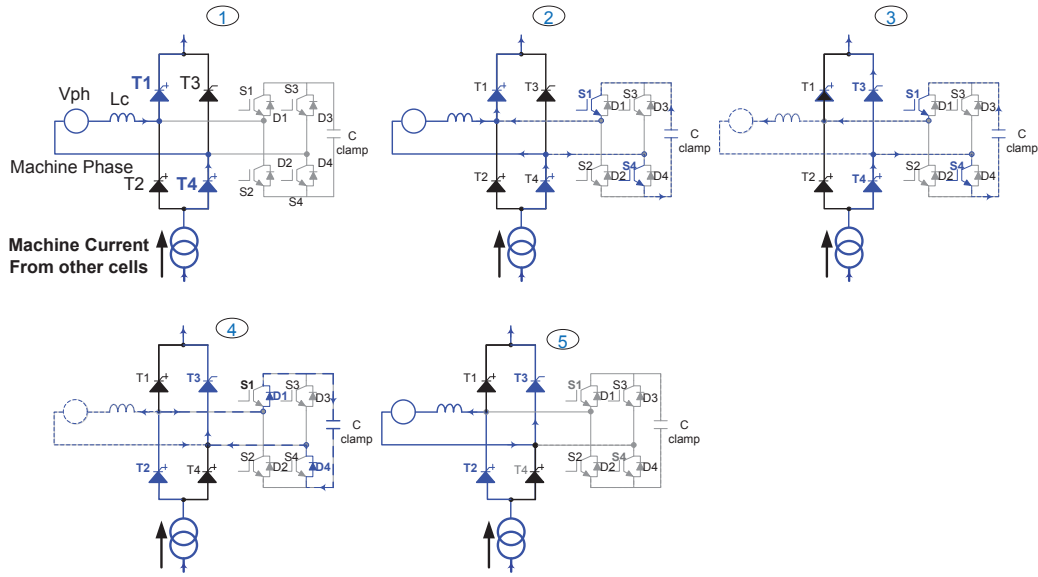 1
T1
T3
Vph
Lc
S1
S3
D1
D3
C
clamp
Machine Phase
T2
T4
D2
D4
S2
S4
Machine Current
From other cells
2
T1
T3
S1
S3
D1
D3
C
clamp
T2
T4
S2
D2
S4
D4
3
T1
T3
S1
S3
D1
D3
C
clamp
T2
T4
S2
D2
S4
D4
4
T1
T3
S1
S3
D1
D3
C
clamp
T2
T4
S2
D2
S4
D4
5
T1
T3
S1
S3
D1
D3
C
clamp
T2
T4
S2
D2
S4
D4